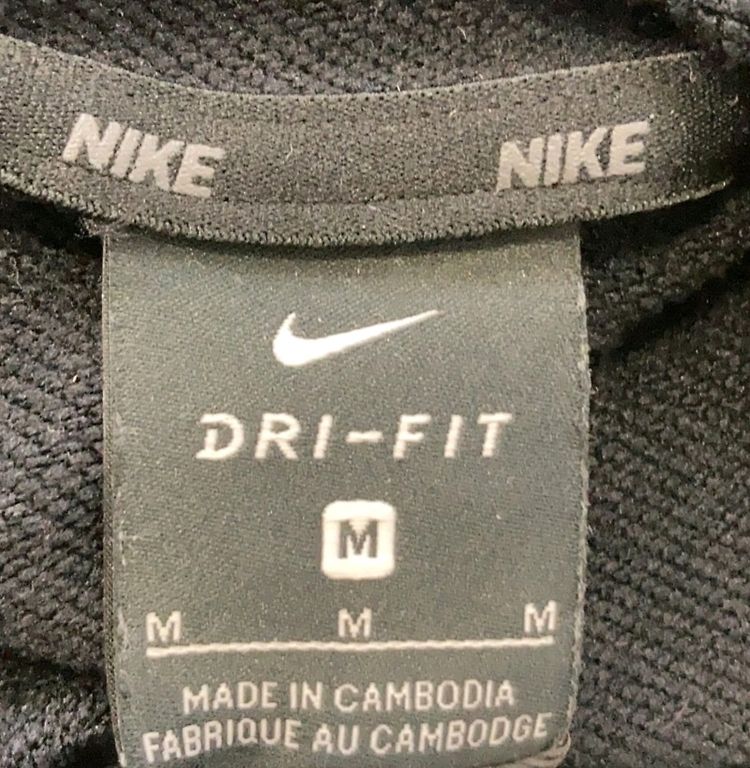 NIKE NIKE
DRI-FIT
M
M M M
MADE IN CAMBODIA
FABRIQUE AU CAMBODGE